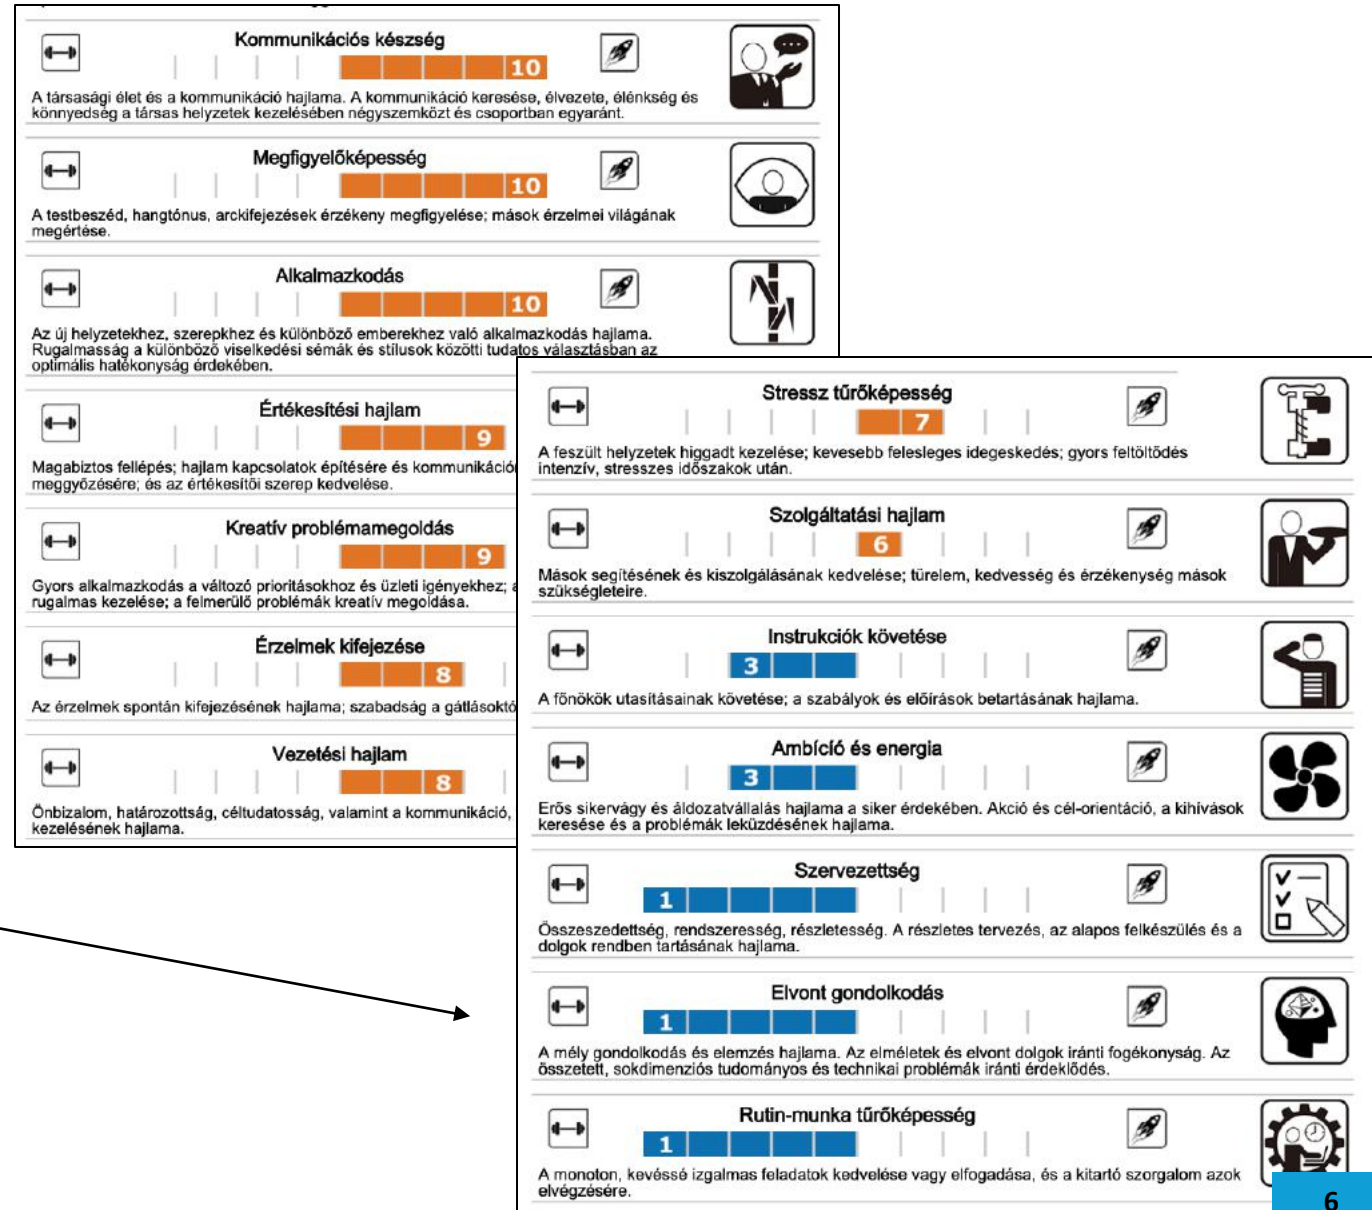 Kommunikációs készség
10
A társasági élet és a kommunikáció hajlama. A kommunikáció keresése, élvezete, élénkség és
könnyedség a társas helyzetek kezelésében négyszemközt és csoportban egyaránt.
Megfigyelőképesség
10
A testbeszéd, hangtónus, arckifejezések érzékeny megfigyelése; mások érzelmei világának
megértése.
Alkalmazkodás
10
Az új helyzetekhez, szerepkhez és különböző emberekhez való alkalmazkodás hajlama.
Rugalmasság a különböző viselkedési sémák és stílusok közötti tudatos választásban az
optimális hatékonyság érdekében.
Értékesítési hajlam
9
Magabiztos fellépés; hajlam kapcsolatok építésére és
meggyőzésére; és az értékesítői szerep kedvelése.
Kreatív problémamegoldás
9
Gyors alkalmazkodás a változó prioritásokhoz és üzleti igényekhez;
rugalmas kezelése; a felmerülő problémák kreatív megoldása.
Érzelmek kifejezése
8
Az érzelmek spontán kifejezésének hajlama; szabadság a
Vezetési hajlam
8
Önbizalom, határozottság, céltudatosság, valamint a kommunikáció,
kezelésének hajlama.
Stressz tűrőképesség
7
A feszült helyzetek higgadt kezelése; kevesebb felesleges idegeskedés; gyors feltöltődés
intenzív, stresszes időszakok után.
Szolgáltatási hajlam
6
Mások segítésének és kiszolgálásának kedvelése; türelem, kedvesség és érzékenység mások
szükségleteire.
Instrukciók követése
3
A főnökök utasításainak követése; a szabályok és előírások betartásának hajlama.
Ambíció és energia
3
Erős sikervágy és áldozatvállalás hajlama a siker érdekében. Akció és cél-orientáció, a kihívások
keresése és a problémák leküzdésének hajlama.
Szervezettség
1
Összeszedettség, rendszeresség, részletesség. A részletes tervezés, az alapos felkészülés és a
dolgok rendben tartásának hajlama.
Elvont gondolkodás
1
A mély gondolkodás és elemzés hajlama. Az elméletek és elvont dolgok iránti fogékonyság. Az
összetett, sokdimenziós tudományos és technikai problémák iránti érdeklődés.
Rutin-munka tűrőképesség
1
A monoton, kevéssé izgalmas feladatok kedvelése vagy elfogadása, és a kitartó szorgalom azok
elvégzésére.
6